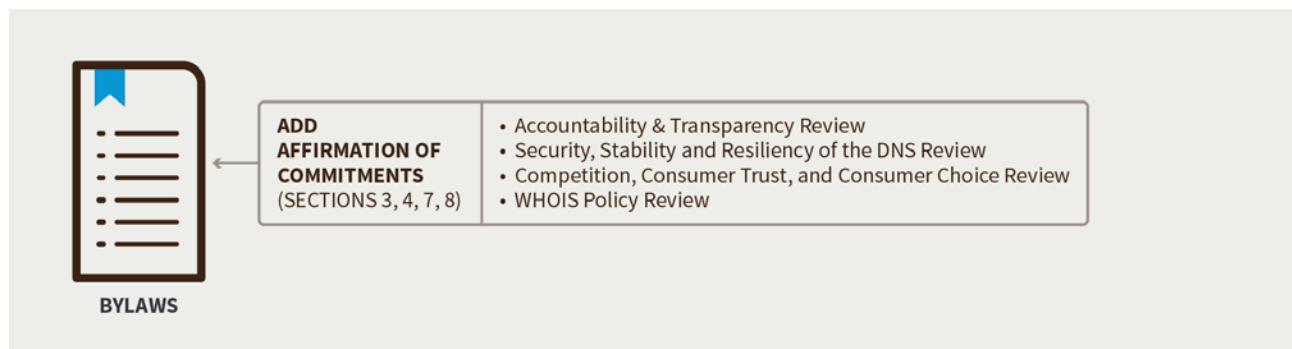 ADD
AFFIRMATION OF
COMMITMENTS
(SECTIONS 3, 4, 7, 8)
• Accountability & Transparency Review
• Security, Stability and Resiliency of the DNS Review
• Competition, Consumer Trust, and Consumer Choice Review
• WHOIS Policy Review
BYLAWS